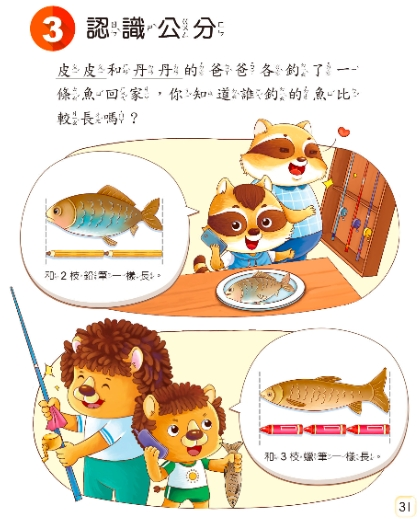 3 認識公分
皮皮和丹丹的爸爸各釣了一
條魚回家，你知道誰釣的魚比
較長嗎？
和2枝鉛筆一樣長。
和3枝蠟筆一樣長。
31